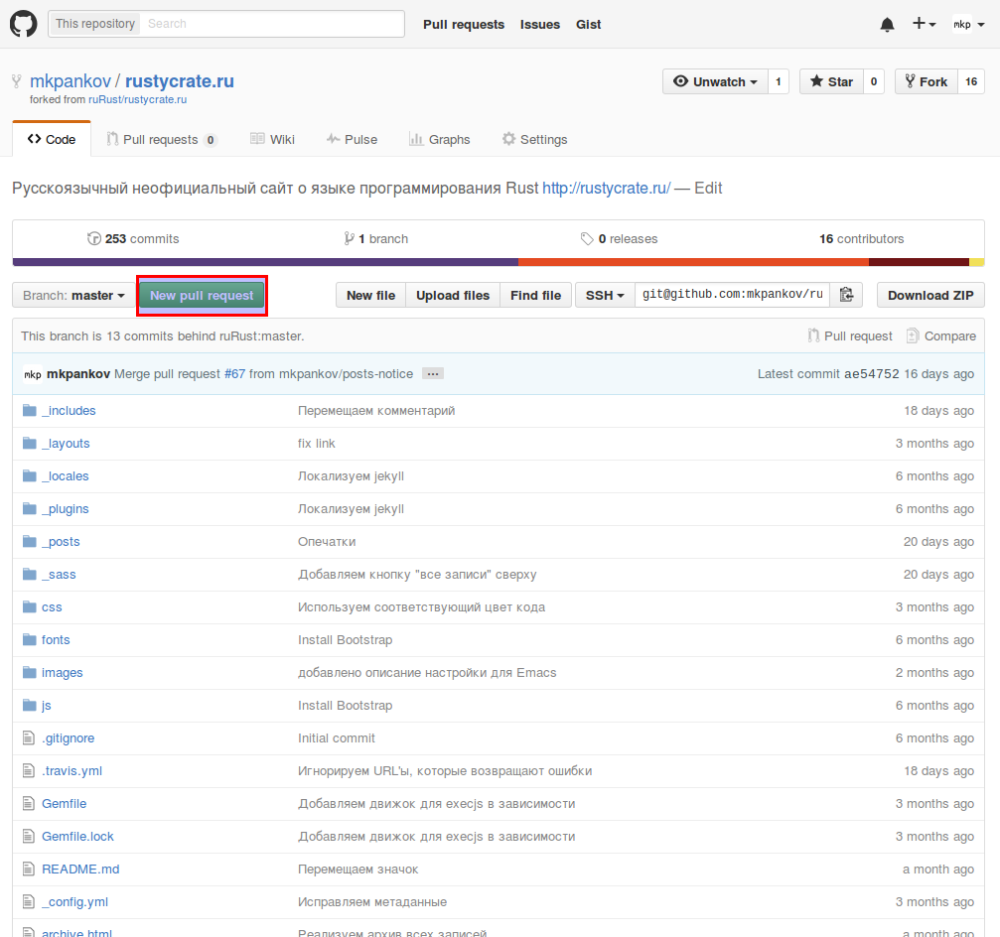 This repository Search Pull requests Issues Gist mkp
mkpankov / rustycrate.ru Unwatch 1 Star 0 Fork 16
forked from ruRust/rustycrate.ru
Code Pull requests 0 Wiki Pulse Graphs Settings
Русскоязычный неофициальный сайт о языке программирования Rust http://rustycrate.ru/ — Edit
253 commits 1 branch 0 releases 16 contributors
Branch: master New pull request New file Upload files Find file SSH git@github.com:mkpankov/ru Download ZIP
This branch is 13 commits behind ruRust:master. Pull request Compare
mkp mkpankov Merge pull request #67 from mkpankov/posts-notice ... Latest commit ae54752 16 days ago
_includes Перемещаем комментарий 18 days ago
_layouts fix link 3 months ago
_locales Локализуем jekyll 6 months ago
_plugins Локализуем jekyll 6 months ago
_posts Опечатки 20 days ago
_sass Добавляем кнопку "все записи" сверху 20 days ago
css Используем соответствующий цвет кода 3 months ago
fonts Install Bootstrap 6 months ago
images добавлено описание настройки для Emacs 2 months ago
js Install Bootstrap 6 months ago
.gitignore Initial commit 6 months ago
.travis.yml Игнорируем URL'ы, которые возвращают ошибки 18 days ago
Gemfile Добавляем движок для execjs в зависимости 3 months ago
Gemfile.lock Добавляем движок для execjs в зависимости 3 months ago
README.md Перемещаем значок a month ago
_config.yml Исправляем метаданные 3 months ago
archive.html Реализуем архив всех записей a month ago